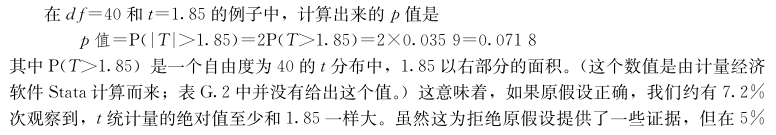 在 df=40 和 t=1.85 的例子中，计算出来的 p 值是
p 值=P(|T|>1.85)=2P(T>1.85)=2×0.035 9=0.071 8
其中 P(T>1.85) 是一个自由度为 40 的 t 分布中，1.85 以右部分的面积。（这个数值是由计量经济
软件 Stata 计算而来；表 G.2 中并没有给出这个值。）这意味着，如果原假设正确，我们约有 7.2%
次观察到，t 统计量的绝对值至少和 1.85 一样大。虽然这为拒绝原假设提供了一些证据，但在 5%